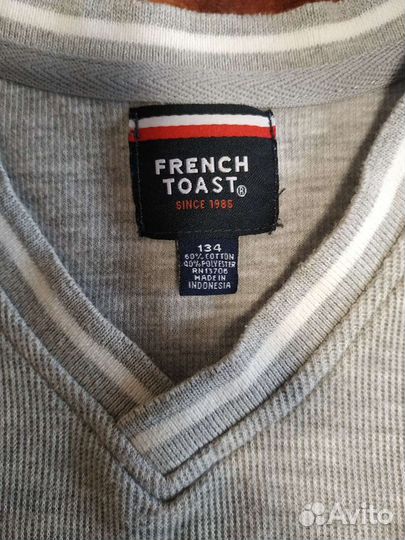 FRENCH
TOAST®
SINCE 1985
134
60% COTTON
40% POLYESTER
RN13706
MADE IN
INDONESIA
Avito